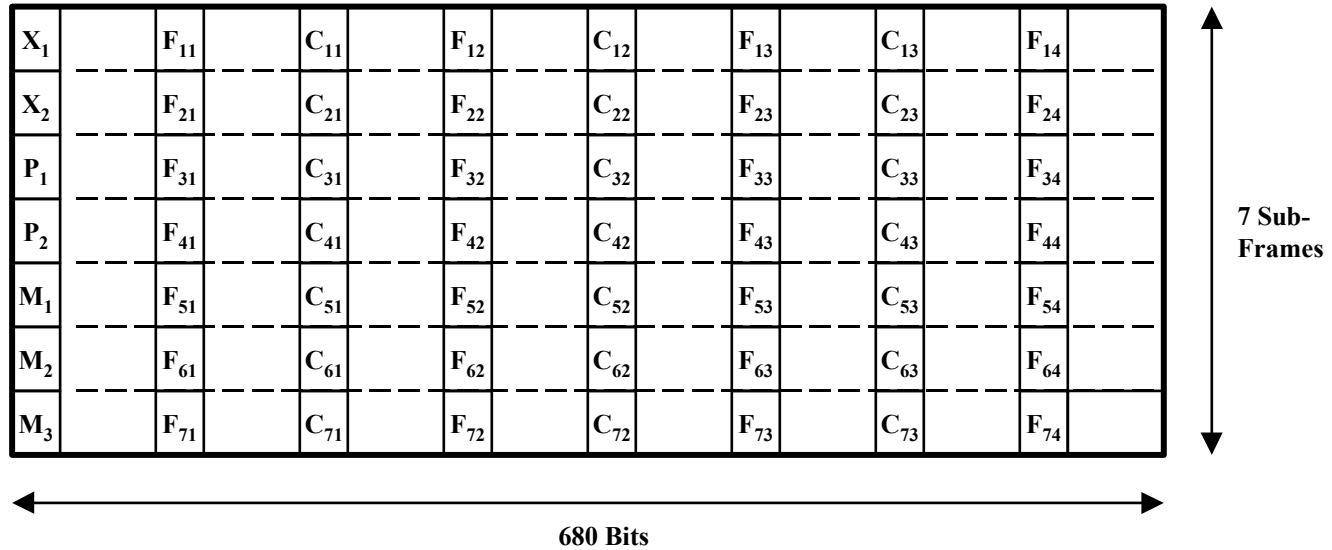 X₁ F₁₁ C₁₁ F₁₂ C₁₂ F₁₃ C₁₃ F₁₄
X₂ F₂₁ C₂₁ F₂₂ C₂₂ F₂₃ C₂₃ F₂₄
P₁ F₃₁ C₃₁ F₃₂ C₃₂ F₃₃ C₃₃ F₃₄
P₂ F₄₁ C₄₁ F₄₂ C₄₂ F₄₃ C₄₃ F₄₄
M₁ F₅₁ C₅₁ F₅₂ C₅₂ F₅₃ C₅₃ F₅₄
M₂ F₆₁ C₆₁ F₆₂ C₆₂ F₆₃ C₆₃ F₆₄
M₃ F₇₁ C₇₁ F₇₂ C₇₂ F₇₃ C₇₃ F₇₄
7 Sub-
Frames
680 Bits